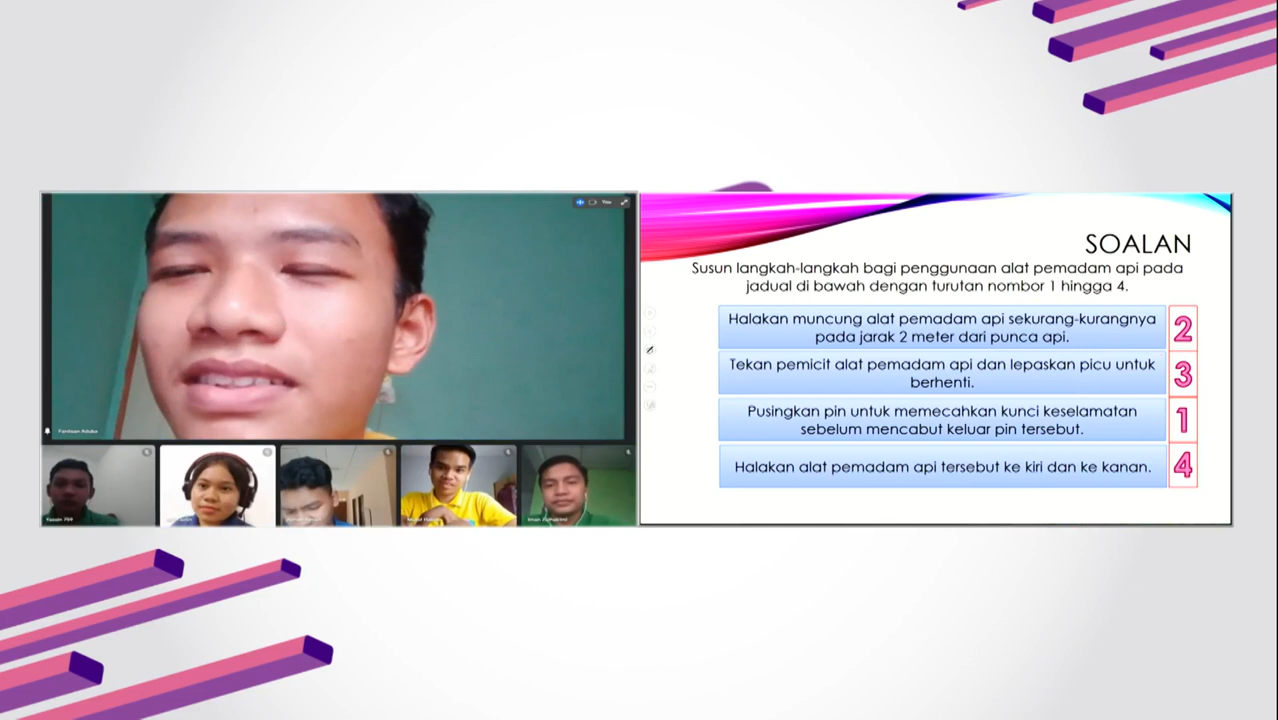 You
SOALAN
Susun langkah-langkah bagi penggunaan alat pemadam api pada
jadual di bawah dengan turutan nombor 1 hingga 4.
Halakan muncung alat pemadam api sekurang-kurangnya
pada jarak 2 meter dari punca api.
2
Tekan pemicit alat pemadam api dan lepaskan picu untuk
berhenti.
3
Pusingkan pin untuk memecahkan kunci keselamatan
sebelum mencabut keluar pin tersebut.
1
Halakan alat pemadam api tersebut ke kiri dan ke kanan.
4